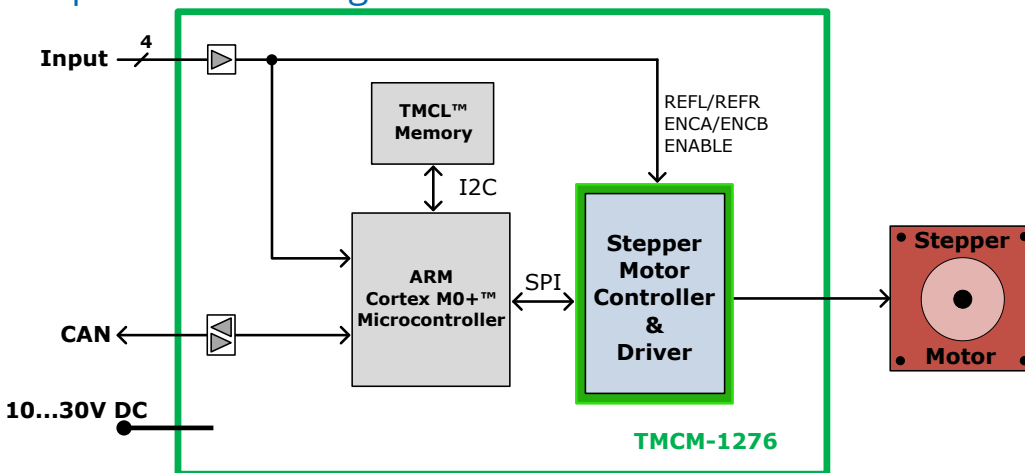 Input
4
TMCL™
Memory
REFL/REFR
ENCA/ENCB
ENABLE
I2C
ARM
Cortex M0+™
Microcontroller
SPI
Stepper
Motor
Controller
&
Driver
Stepper
Motor
CAN
10...30V DC
TMCM-1276